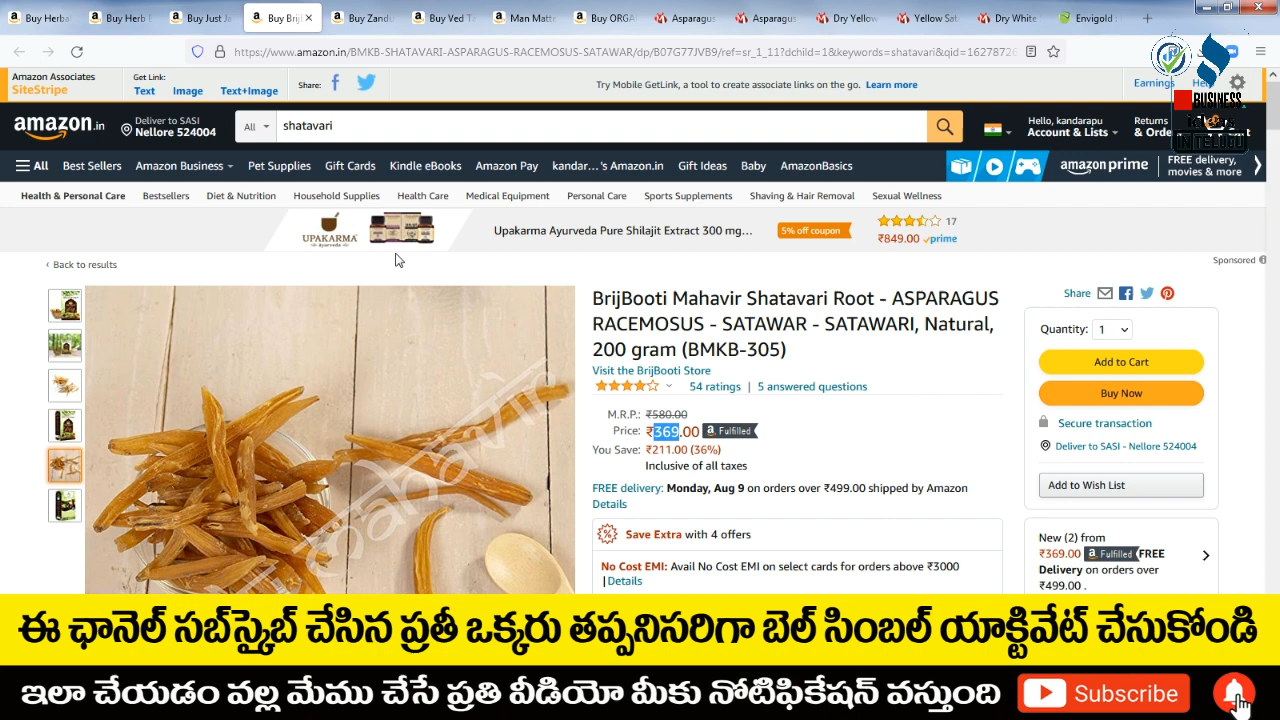 Buy Herba
Buy Herb
Buy Just Ja
Buy Brij
Buy Zandu
Buy Ved T
Man Matte
Buy ORGA
Asparagus
Asparagus
Dry Yellow
Yellow Sat
Dry White
Envigold
https://www.amazon.in/BMKB-SHATAVARI-ASPARAGUS-RACEMOSUS-SATAWAR/dp/B07G77JVB9/ref=sr_1_11?dchild=1&keywords=shatavari&qid=16278726
Amazon Associates
SiteStripe
Get Link:
Text Image Text+Image
Share:
Try Mobile GetLink, a tool to create associate links on the go. Learn more
Earnings
BUSINESS
ideas
IN TELUGU
amazon.in
Deliver to SASI
Nellore 524004
All
shatavari
Hello, kandarapu
Account & Lists
Returns
All Best Sellers Amazon Business Pet Supplies Gift Cards Kindle eBooks Amazon Pay kandar...'s Amazon.in Gift Ideas Baby AmazonBasics
amazon prime
FREE delivery,
movies & more
Health & Personal Care Bestsellers Diet & Nutrition Household Supplies Health Care Medical Equipment Personal Care Sports Supplements Shaving & Hair Removal Sexual Wellness
UPAKARMA
ayurveda
Upakarma Ayurveda Pure Shilajit Extract 300 mg...
5% off coupon
17
₹849.00 prime
‹ Back to results
Sponsored
BrijBooti Mahavir Shatavari Root - ASPARAGUS
RACEMOSUS - SATAWAR - SATAWARI, Natural,
200 gram (BMKB-305)
Visit the BrijBooti Store
54 ratings | 5 answered questions
M.R.P.: ₹580.00
Price: ₹369.00 Fulfilled
You Save: ₹211.00 (36%)
Inclusive of all taxes
FREE delivery: Monday, Aug 9 on orders over ₹499.00 shipped by Amazon
Details
Save Extra with 4 offers
No Cost EMI: Avail No Cost EMI on select cards for orders above ₹3000
| Details
Share
Quantity: 1
Add to Cart
Buy Now
Secure transaction
Deliver to SASI - Nellore 524004
Add to Wish List
New (2) from
₹369.00 Fulfilled FREE
Delivery on orders over
₹499.00 .
ఈ ఛానెల్ సబ్‌స్క్రైబ్ చేసిన ప్రతీ ఒక్కరు తప్పనిసరిగా బెల్ సింబల్ యాక్టివేట్ చేసుకోండి
ఇలా చేయడం వల్ల మేము చేసే ప్రతి వీడియో మీకు నోటిఫికేషన్ వస్తుంది
Subscribe